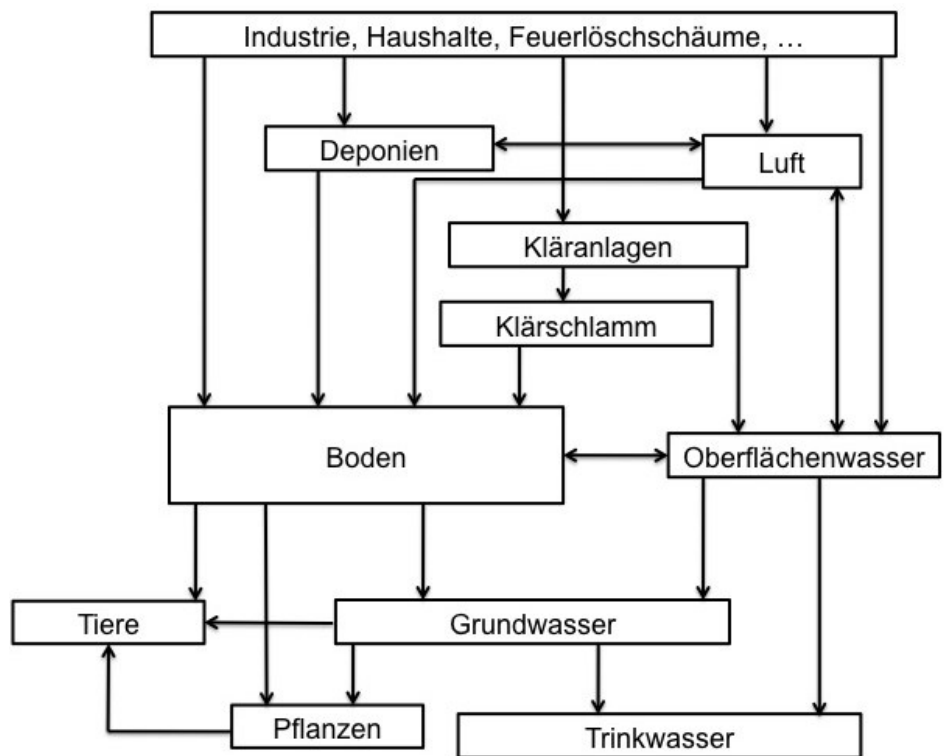 Industrie, Haushalte, Feuerlöschschäume, …
Deponien
Luft
Kläranlagen
Klärschlamm
Boden
Oberflächenwasser
Tiere
Grundwasser
Pflanzen
Trinkwasser